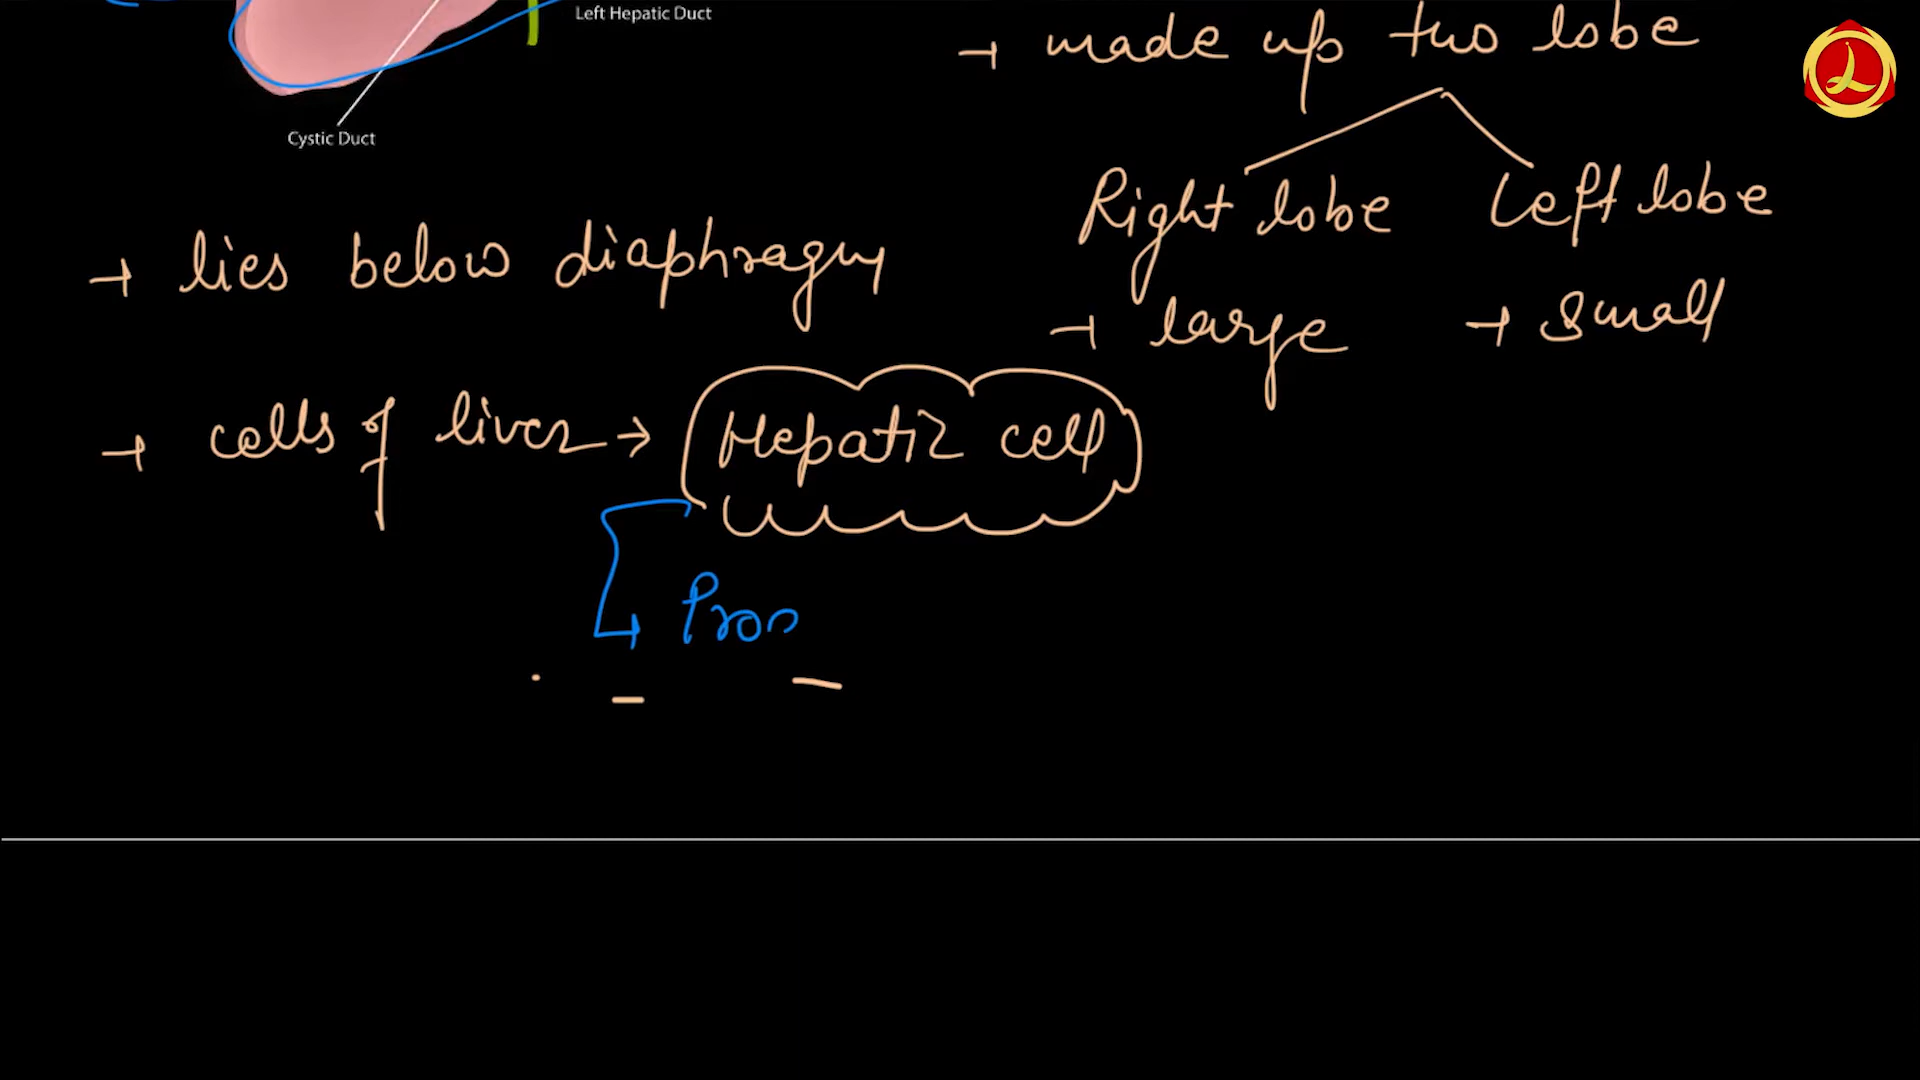 Left Hepatic Duct
Cystic Duct
→ made up two lobe
Right lobe Left lobe
→ large → small
→ lies below diaphragm
→ cells of liver → Hepatic cell